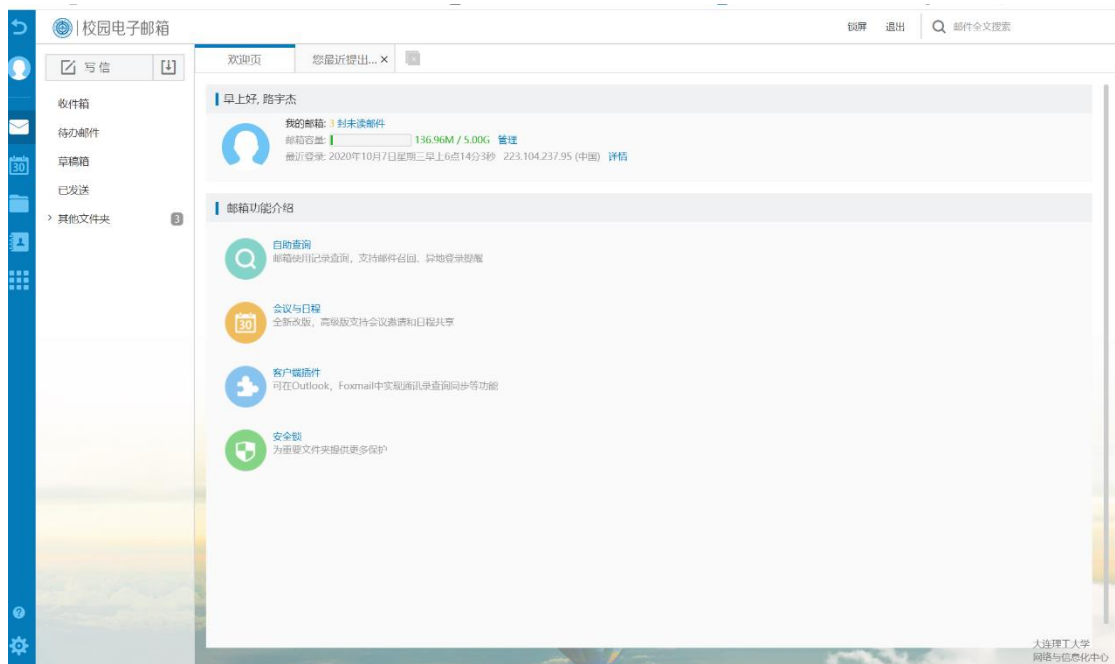 校园电子邮箱
锁屏 退出 邮件全文搜索
写信
收件箱
待办邮件
30
草稿箱
已发送
其他文件夹 3
欢迎页 您最近提出... ×
早上好, 路宇杰
我的邮箱: 3 封未读邮件
邮箱容量: 136.96M / 5.00G 管理
最近登录: 2020年10月7日星期三早上6点14分3秒 223.104.237.95 (中国) 详情
邮箱功能介绍
自助查询
邮箱使用记录查询，支持邮件召回、异地登录提醒
30
会议与日程
全新改版，高级版支持会议邀请和日程共享
客户端插件
可在Outlook，Foxmail中实现通讯录查询同步等功能
安全锁
为重要文件夹提供更多保护
大连理工大学
网络与信息化中心